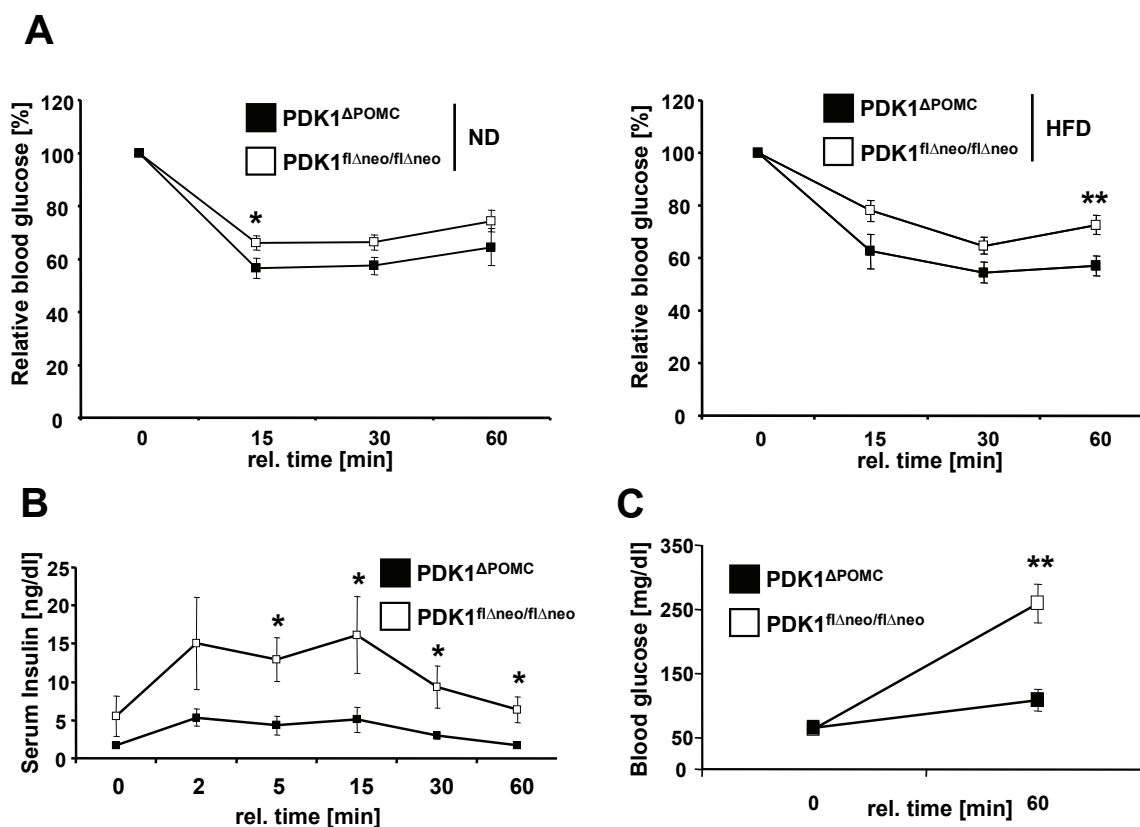 A
Relative blood glucose [%]
120
100
80
60
40
20
0
0 15 30 60
rel. time [min]
PDK1ΔPOMC
PDK1flΔneo/flΔneo
ND
*
Relative blood glucose [%]
120
100
80
60
40
20
0
0 15 30 60
rel. time [min]
PDK1ΔPOMC
PDK1flΔneo/flΔneo
HFD
**
B
Serum Insulin [ng/dl]
25
20
15
10
5
0
0 2 5 15 30 60
rel. time [min]
PDK1ΔPOMC
PDK1flΔneo/flΔneo
* * * *
C
Blood glucose [mg/dl]
350
250
150
50
0
0 rel. time [min] 60
PDK1ΔPOMC
PDK1flΔneo/flΔneo
**